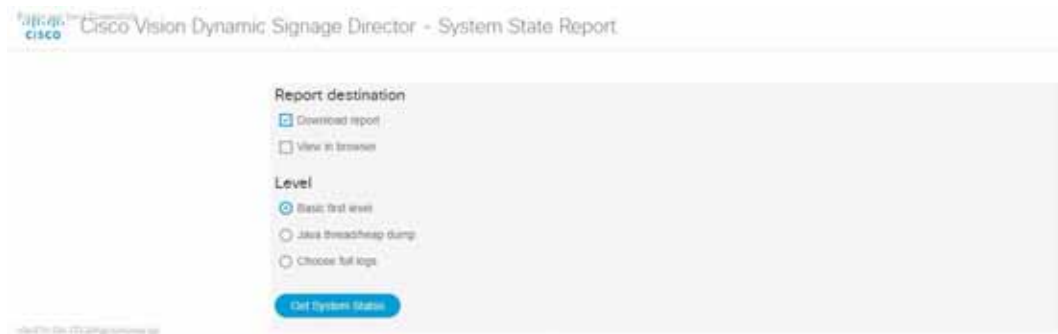 CISCO Cisco Vision Dynamic Signage Director - System State Report
Report destination
Download report
View in browser
Level
Basic first level
Java thread/heap dump
Choose full logs
Get System Status